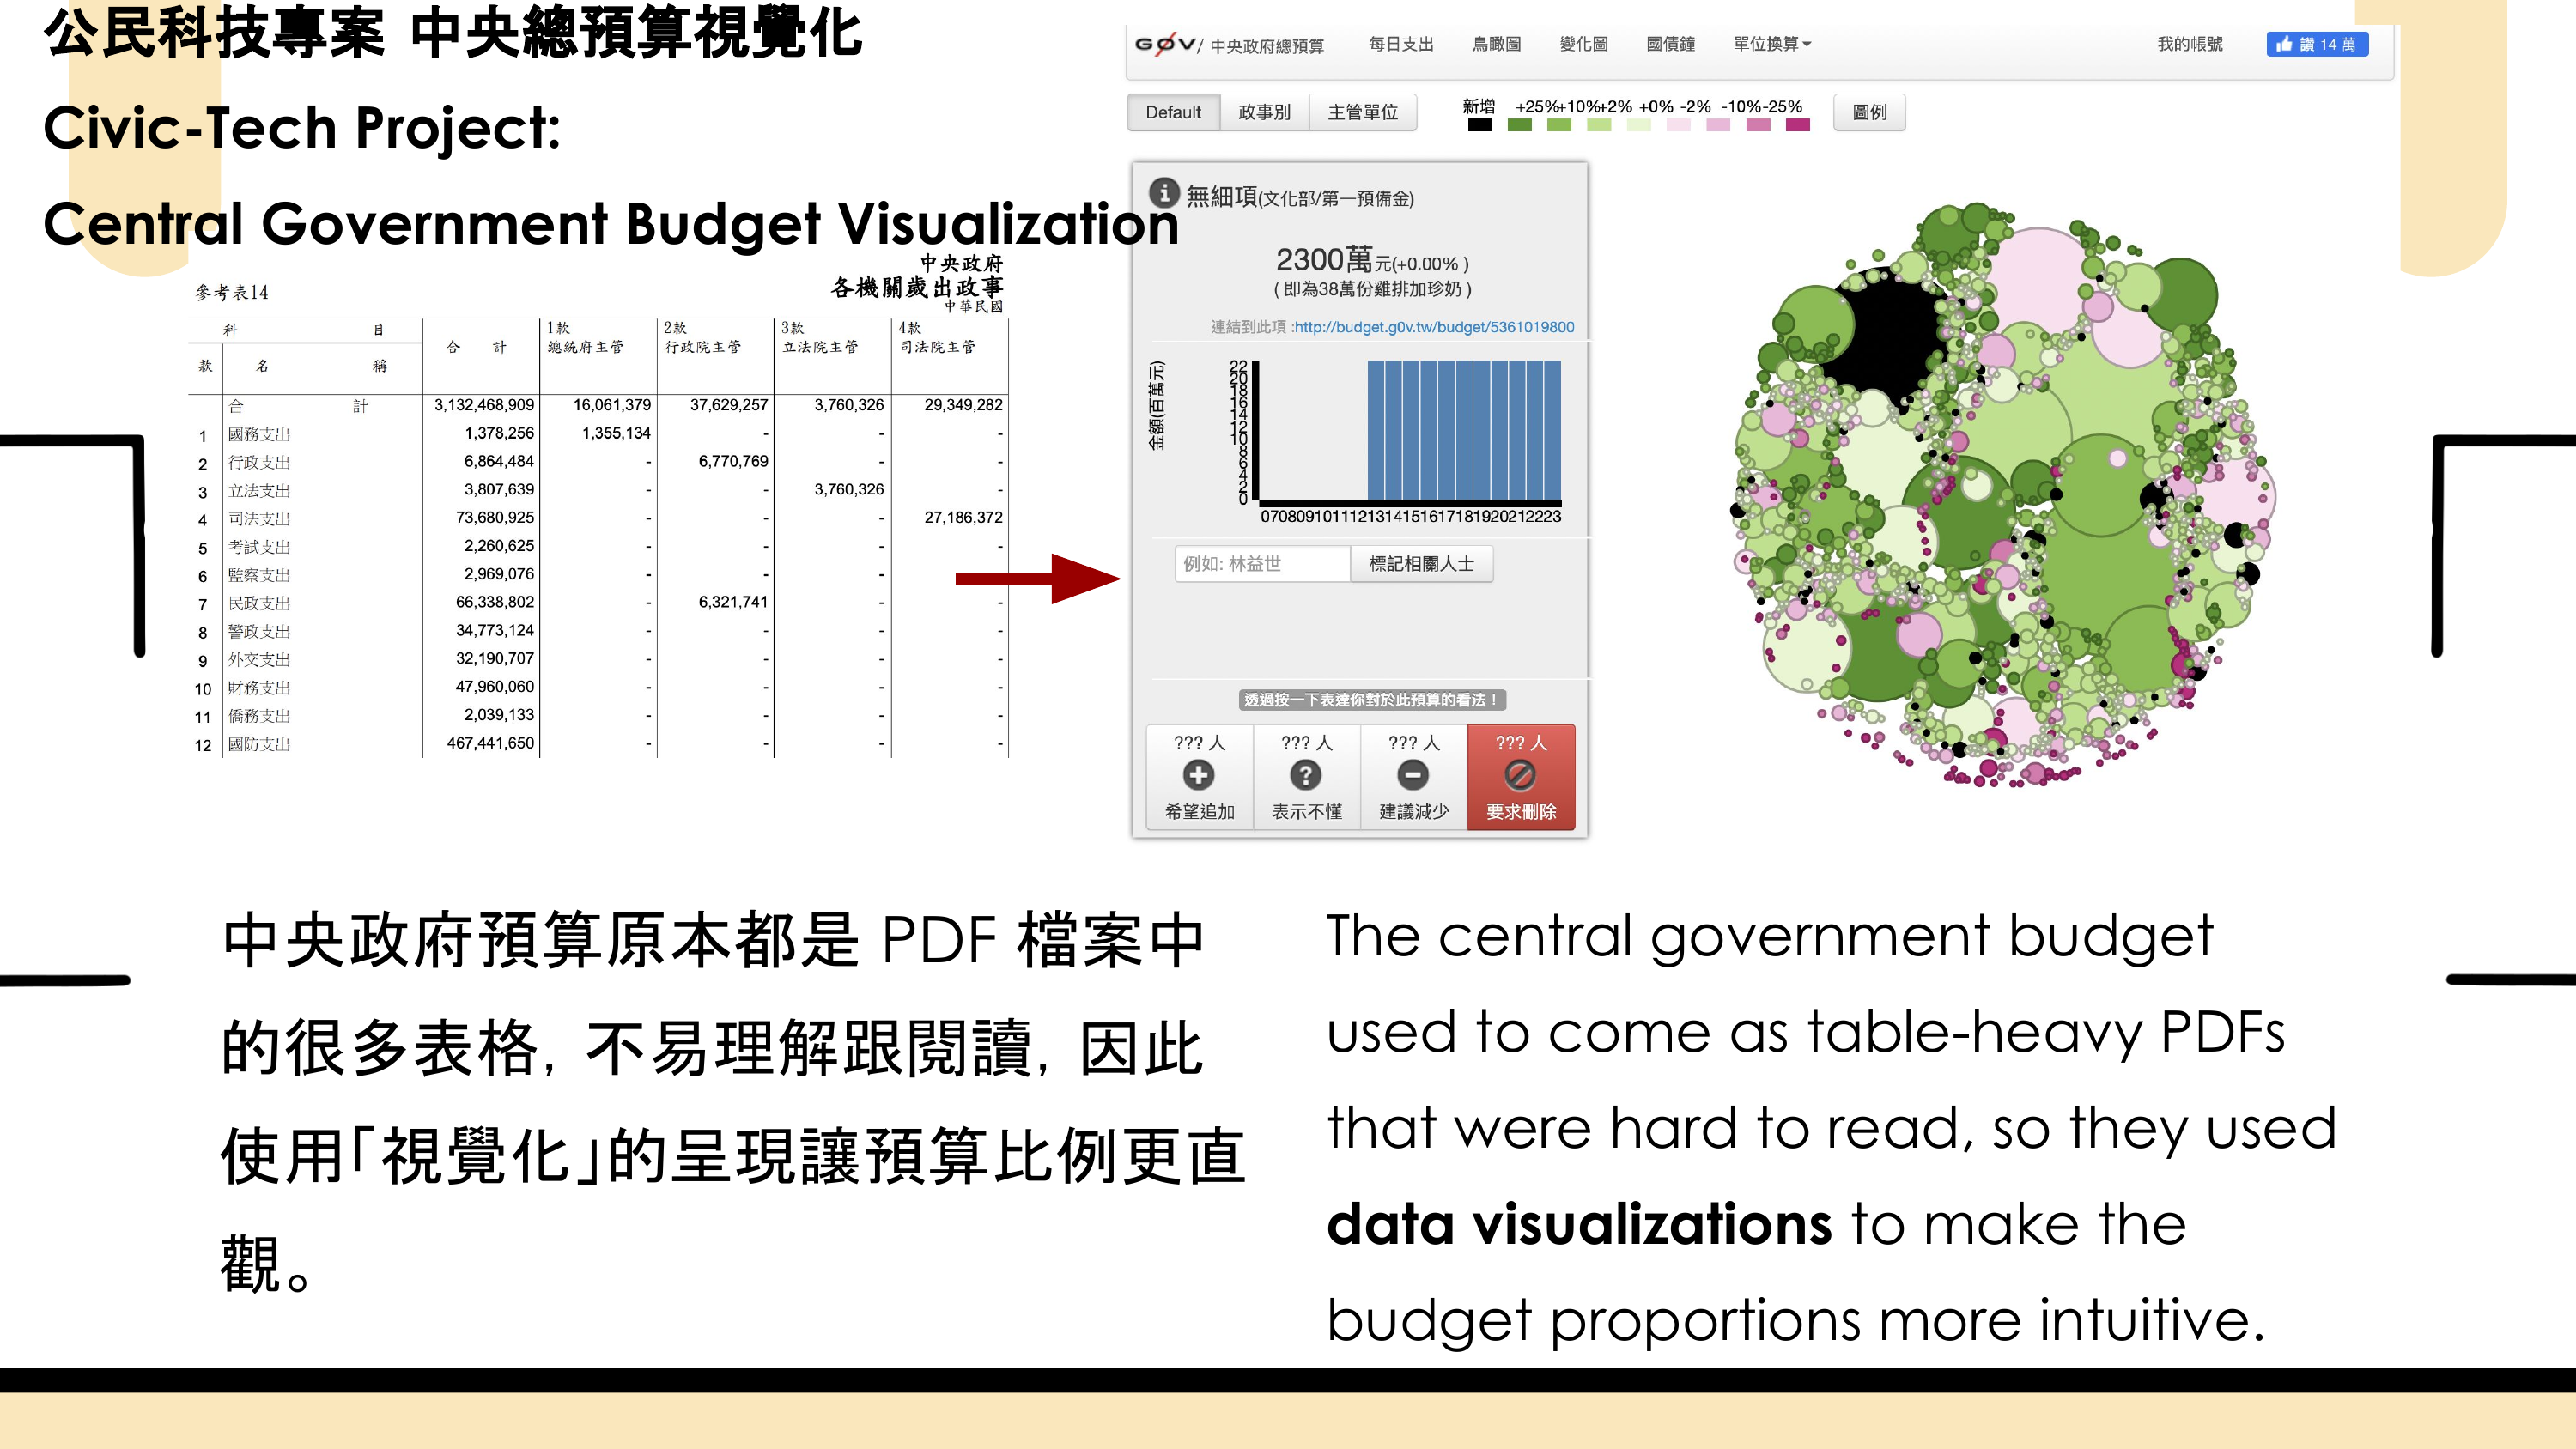 公民科技專案 中央總預算視覺化
Civic-Tech Project:
Central Government Budget Visualization
參考表14
中央政府
各機關歲出政事
中華民國
科 目
款 名 稱
合 計
1款
總統府主管
2款
行政院主管
3款
立法院主管
4款
司法院主管
合 計 3,132,468,909 16,061,379 37,629,257 3,760,326 29,349,282
1 國務支出 1,378,256 1,355,134 - - -
2 行政支出 6,864,484 - 6,770,769 - -
3 立法支出 3,807,639 - - 3,760,326 -
4 司法支出 73,680,925 - - - 27,186,372
5 考試支出 2,260,625 - - - -
6 監察支出 2,969,076 - - - -
7 民政支出 66,338,802 - 6,321,741 - -
8 警政支出 34,773,124 - - - -
9 外交支出 32,190,707 - - - -
10 財務支出 47,960,060 - - - -
11 僑務支出 2,039,133 - - - -
12 國防支出 467,441,650 - - - -
G0V/ 中央政府總預算 每日支出 鳥瞰圖 變化圖 國債鐘 單位換算 我的帳號 讚 14 萬
Default 政事別 主管單位
新增 +25% +10% +2% +0% -2% -10% -25%
圖例
無細項(文化部/第一預備金)
2300萬元(+0.00% )
( 即為38萬份雞排加珍奶 )
連結到此項 :http://budget.g0v.tw/budget/5361019800
金額(百萬元)
22
20
18
16
14
12
10
8
6
4
2
0
07 08 09 10 11 12 13 14 15 16 17 18 19 20 21 22 23
例如: 林益世 標記相關人士
透過按一下表達你對於此預算的看法！
??? 人 ??? 人 ??? 人 ??? 人
希望追加 表示不懂 建議減少 要求刪除
中央政府預算原本都是 PDF 檔案中
的很多表格，不易理解跟閱讀，因此
使用「視覺化」的呈現讓預算比例更直
觀。
The central government budget
used to come as table-heavy PDFs
that were hard to read, so they used
data visualizations to make the
budget proportions more intuitive.